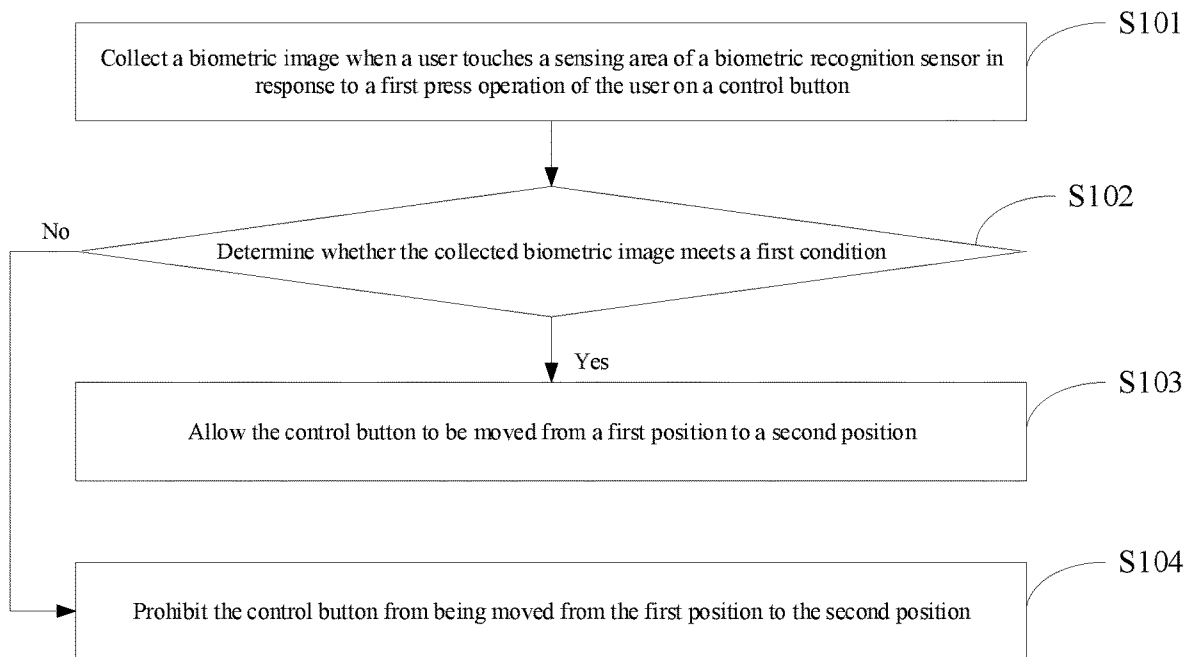 S101
Collect a biometric image when a user touches a sensing area of a biometric recognition sensor in
response to a first press operation of the user on a control button
S102
No
Determine whether the collected biometric image meets a first condition
Yes
S103
Allow the control button to be moved from a first position to a second position
S104
Prohibit the control button from being moved from the first position to the second position